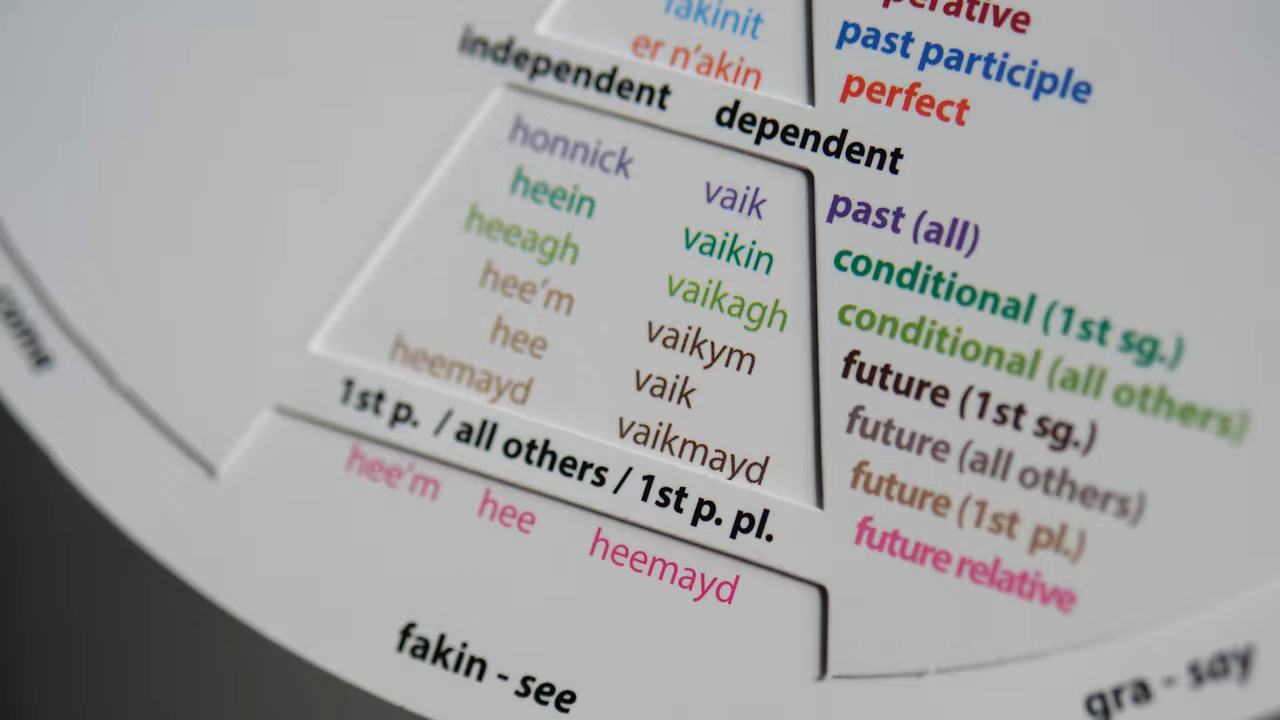 fakinit
er n'akin
perative
past participle
perfect
independent dependent
honnick vaik past (all)
heein vaikin conditional (1st sg.)
heeagh vaikagh conditional (all others)
hee'm vaikym future (1st sg.)
hee vaik future (all others)
heemayd vaikmayd future (1st pl.)
1st p. / all others / 1st p. pl.
hee'm hee heemayd future relative
fakin - see
gra - say
come